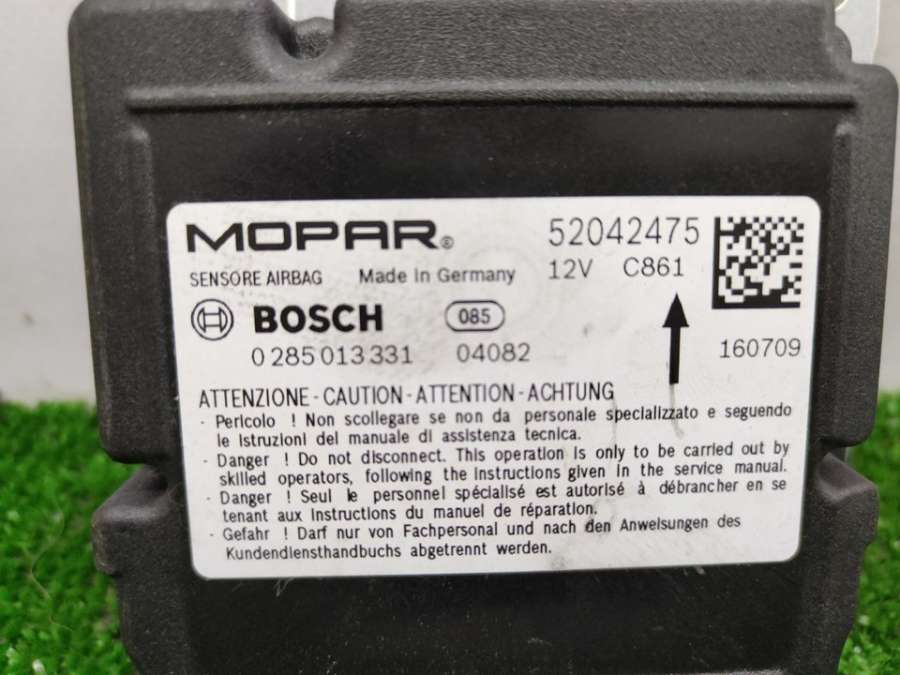 MOPAR® 52042475
SENSORE AIRBAG Made in Germany 12V C861
BOSCH 085
0 285 013 331 04082 160709
ATTENZIONE - CAUTION - ATTENTION - ACHTUNG
- Pericolo ! Non scollegare se non da personale specializzato e seguendo
le istruzioni del manuale di assistenza tecnica.
- Danger ! Do not disconnect. This operation is only to be carried out by
skilled operators, following the instructions given in the service manual.
- Danger ! Seul le personnel spécialisé est autorisé à débrancher en se
tenant aux instructions du manuel de réparation.
- Gefahr ! Darf nur von Fachpersonal und nach den Anweisungen des
Kundendiensthandbuchs abgetrennt werden.